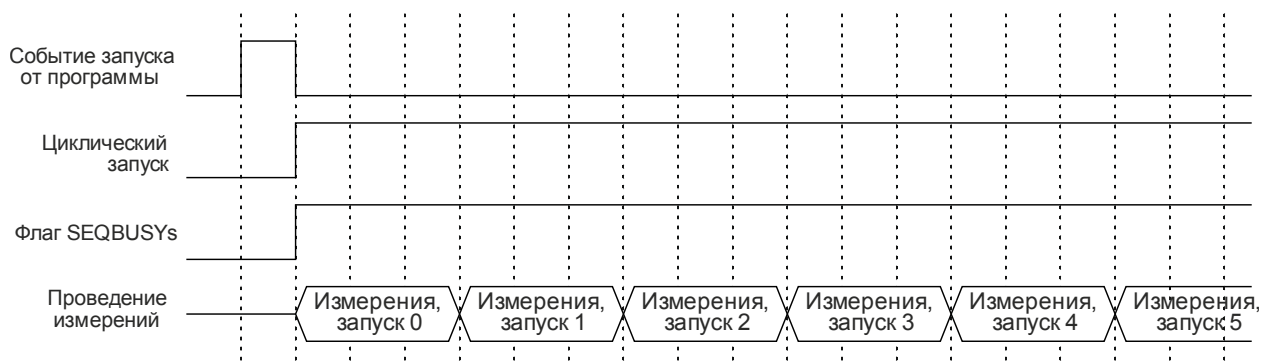 Событие запуска
от программы
Циклический
запуск
Флаг SEQBUSYs
Проведение
измерений
Измерения,
запуск 0
Измерения,
запуск 1
Измерения,
запуск 2
Измерения,
запуск 3
Измерения,
запуск 4
Измерения,
запуск 5